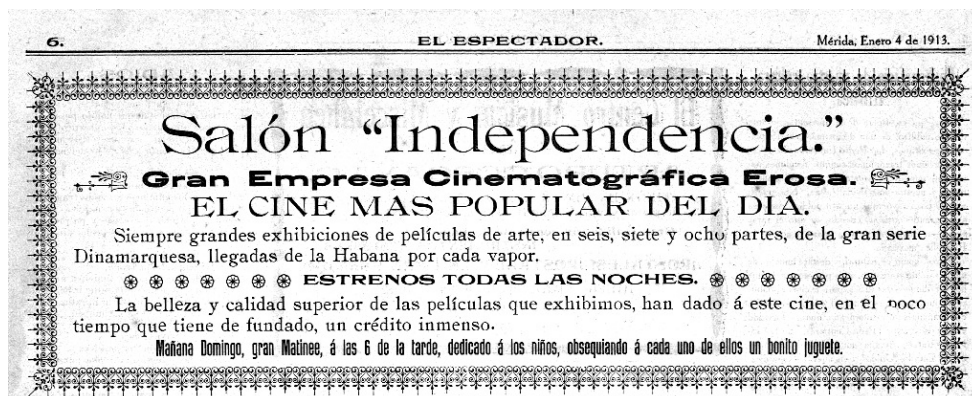 6.
EL ESPECTADOR.
Mérida, Enero 4 de 1913.
Salón "Independencia."
Gran Empresa Cinematográfica Erosa.
EL CINE MAS POPULAR DEL DIA.
Siempre grandes exhibiciones de películas de arte, en seis, siete y ocho partes, de la gran serie
Dinamarquesa, llegadas de la Habana por cada vapor.
ESTRENOS TODAS LAS NOCHES.
La belleza y calidad superior de las películas que exhibimos, han dado á este cine, en el poco
tiempo que tiene de fundado, un crédito inmenso.
Mañana Domingo, gran Matinee, á las 6 de la tarde, dedicado á los niños, obsequiando á cada uno de ellos un bonito juguete.